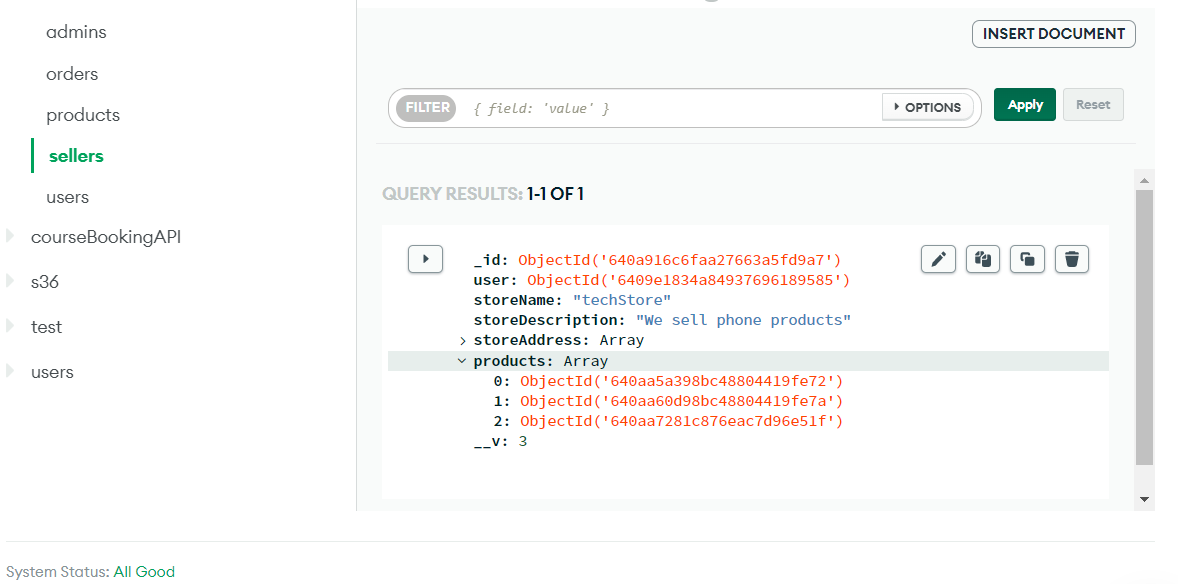 admins
orders
products
sellers
users
courseBookingAPI
s36
test
users
INSERT DOCUMENT
FILTER { field: 'value' } OPTIONS Apply Reset
QUERY RESULTS: 1-1 OF 1
_id: ObjectId('640a916c6faa27663a5fd9a7')
user: ObjectId('6409e1834a84937696189585')
storeName: "techStore"
storeDescription: "We sell phone products"
storeAddress: Array
products: Array
0: ObjectId('640aa5a398bc48804419fe72')
1: ObjectId('640aa60d98bc48804419fe7a')
2: ObjectId('640aa7281c876eac7d96e51f')
__v: 3
System Status: All Good